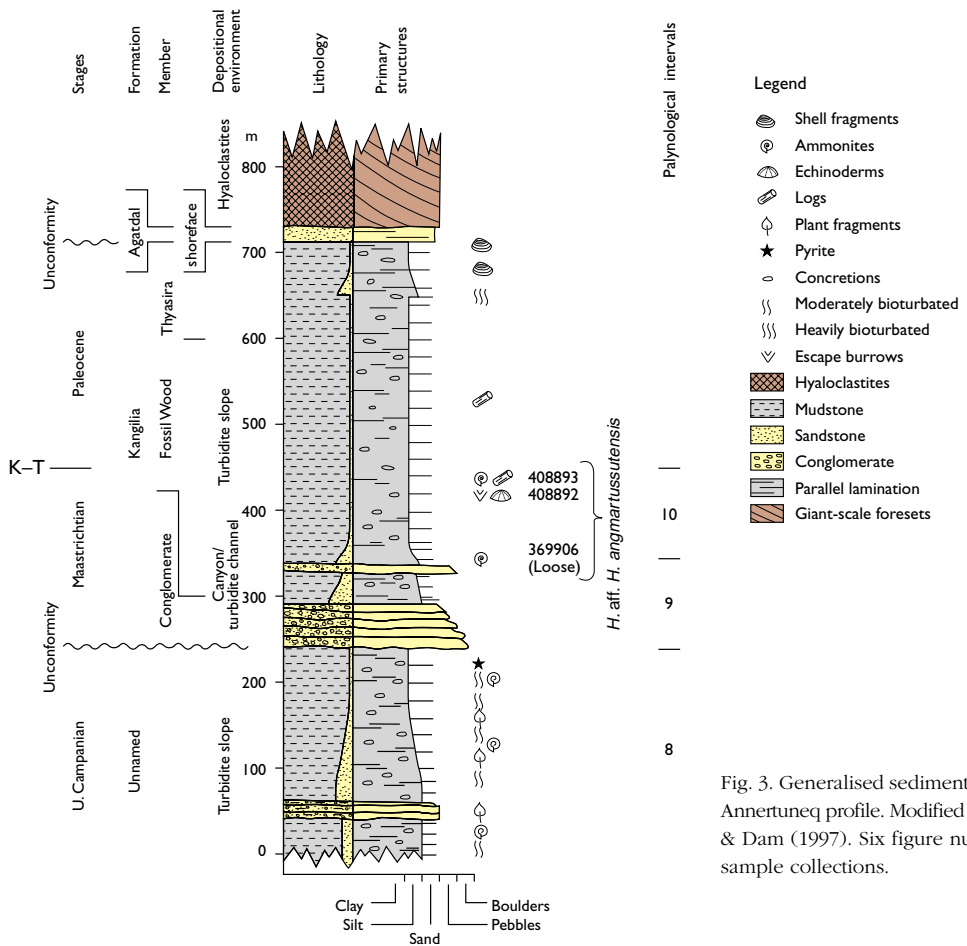 Stages
Formation
Member
Depositional
environment
Lithology
Primary
structures
Palynological intervals
m
800
700
600
500
400
300
200
100
0
Unconformity
Paleocene
K–T
Maastrichtian
Unconformity
U. Campanian
Agatdal
Kangilia
Unnamed
Thyasira
Fossil Wood
Conglomerate
Hyaloclastites
shoreface
Turbidite slope
Canyon/
turbidite channel
Turbidite slope
408893
408892
369906
(Loose)
H. aff. H. angmartussutensis
10
9
8
Clay
Silt
Sand
Pebbles
Boulders
Legend
Shell fragments
Ammonites
Echinoderms
Logs
Plant fragments
Pyrite
Concretions
Moderately bioturbated
Heavily bioturbated
Escape burrows
Hyaloclastites
Mudstone
Sandstone
Conglomerate
Parallel lamination
Giant-scale foresets
Fig. 3. Generalised sediment
Annertuneq profile. Modified
& Dam (1997). Six figure nu
sample collections.